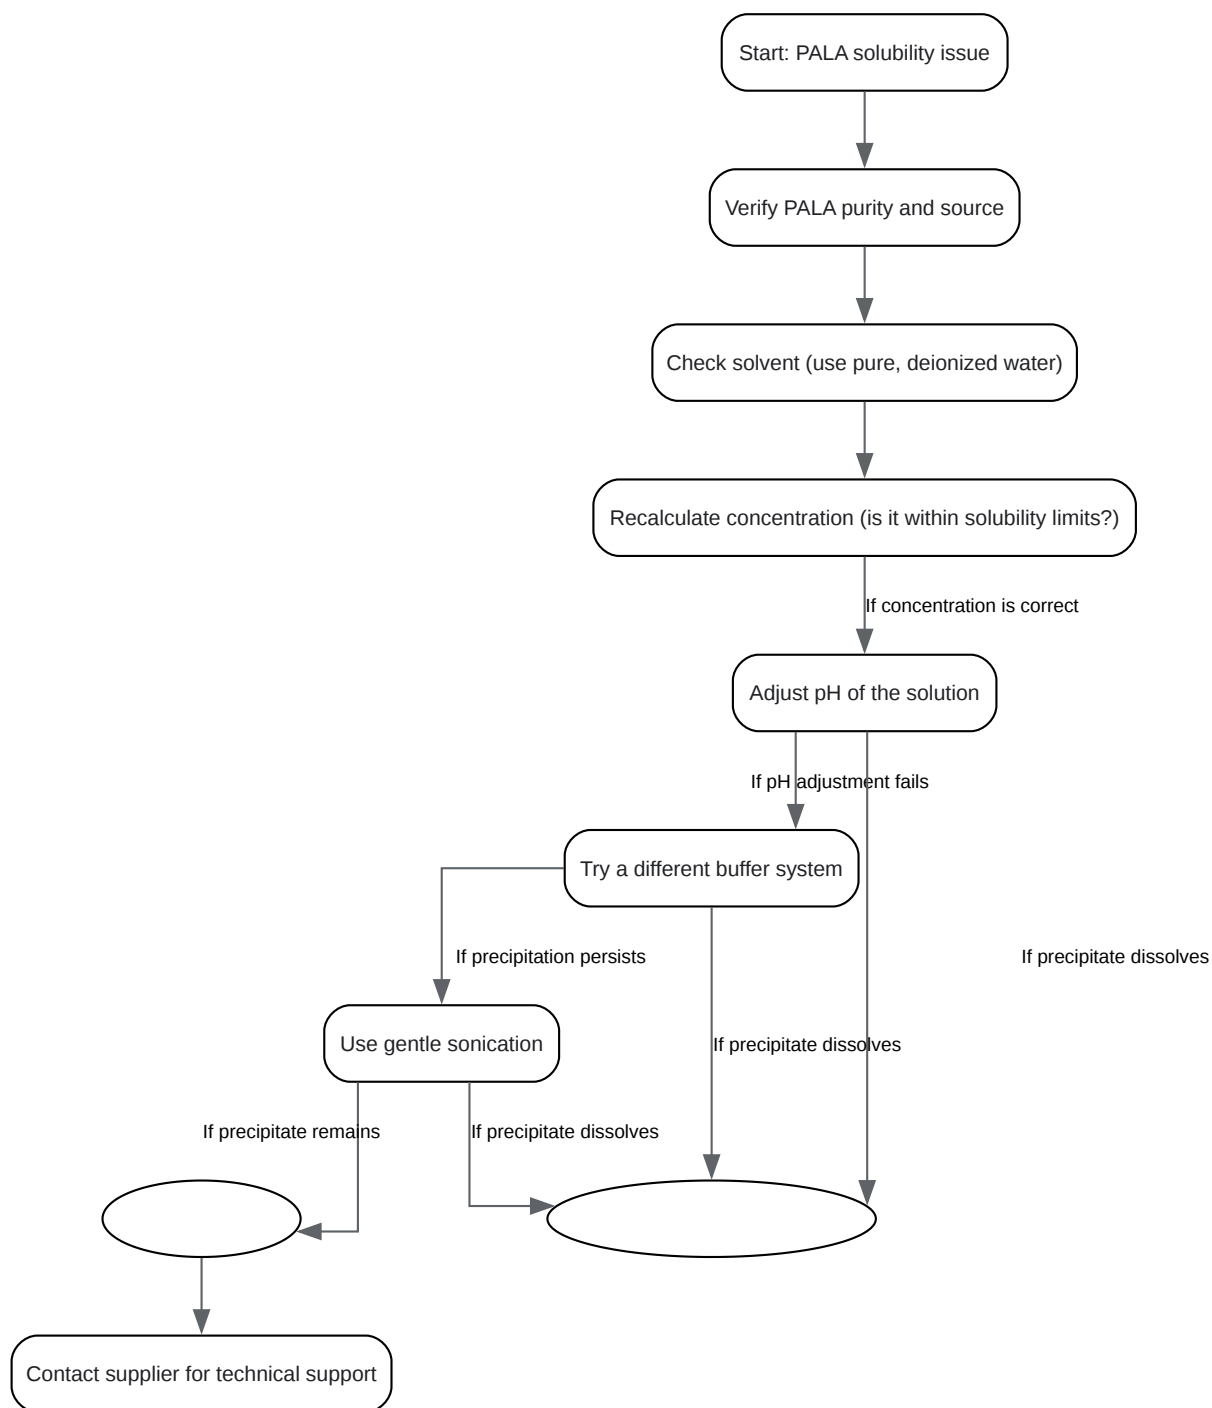 Start: PALA solubility issue
Verify PALA purity and source
Check solvent (use pure, deionized water)
Recalculate concentration (is it within solubility limits?)
If concentration is correct
Adjust pH of the solution
If pH adjustment fails
Try a different buffer system
If precipitation persists
If precipitate dissolves
Use gentle sonication
If precipitate dissolves
If precipitate remains
If precipitate dissolves
Contact supplier for technical support